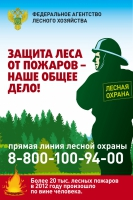 ФЕДЕРАЛЬНОЕ АГЕНТСТВО
ЛЕСНОГО ХОЗЯЙСТВА
ЗАЩИТА ЛЕСА
ОТ ПОЖАРОВ –
НАШЕ ОБЩЕЕ
ДЕЛО!
ЛЕСНАЯ
ОХРАНА
прямая линия лесной охраны
8-800-100-94-00
Более 20 тыс. лесных пожаров
в 2012 году произошло
по вине человека.